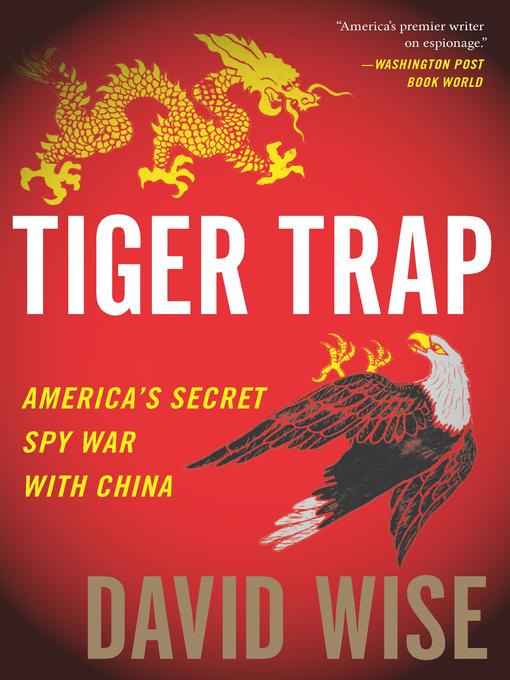 “America’s premier writer
on espionage.”
—WASHINGTON POST
BOOK WORLD
TIGER TRAP
AMERICA’S SECRET
SPY WAR
WITH CHINA
DAVID WISE